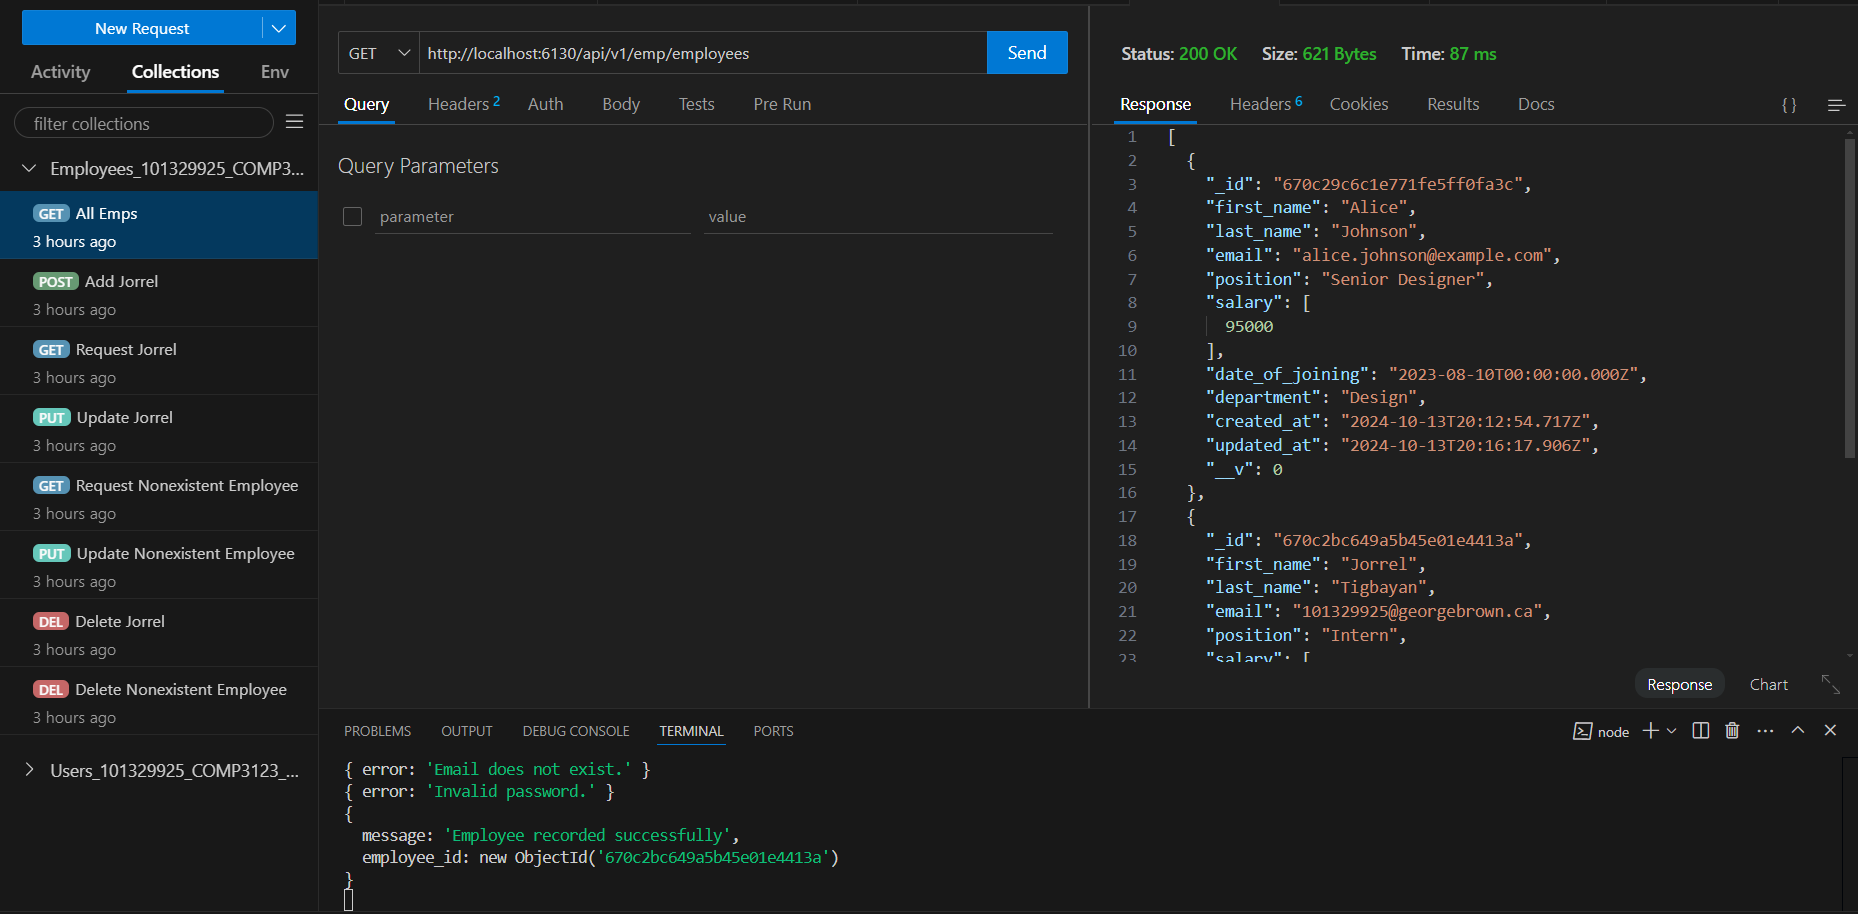 New Request
Activity Collections Env
filter collections
Employees_101329925_COMP3...
GET All Emps
3 hours ago
POST Add Jorrel
3 hours ago
GET Request Jorrel
3 hours ago
PUT Update Jorrel
3 hours ago
GET Request Nonexistent Employee
3 hours ago
PUT Update Nonexistent Employee
3 hours ago
DEL Delete Jorrel
3 hours ago
DEL Delete Nonexistent Employee
3 hours ago
Users_101329925_COMP3123_...
GET http://localhost:6130/api/v1/emp/employees Send
Query Headers 2 Auth Body Tests Pre Run
Query Parameters
parameter value
Status: 200 OK Size: 621 Bytes Time: 87 ms
Response Headers 6 Cookies Results Docs {}
1 [
2 {
3 "_id": "670c29c6c1e771fe5ff0fa3c",
4 "first_name": "Alice",
5 "last_name": "Johnson",
6 "email": "alice.johnson@example.com",
7 "position": "Senior Designer",
8 "salary": [
9 95000
10 ],
11 "date_of_joining": "2023-08-10T00:00:00.000Z",
12 "department": "Design",
13 "created_at": "2024-10-13T20:12:54.717Z",
14 "updated_at": "2024-10-13T20:16:17.906Z",
15 "__v": 0
16 },
17 {
18 "_id": "670c2bc649a5b45e01e4413a",
19 "first_name": "Jorrel",
20 "last_name": "Tigbayan",
21 "email": "101329925@georgebrown.ca",
22 "position": "Intern",
23 "salary": [
Response Chart
PROBLEMS OUTPUT DEBUG CONSOLE TERMINAL PORTS
node
{ error: 'Email does not exist.' }
{ error: 'Invalid password.' }
{
message: 'Employee recorded successfully',
employee_id: new ObjectId('670c2bc649a5b45e01e4413a')
}